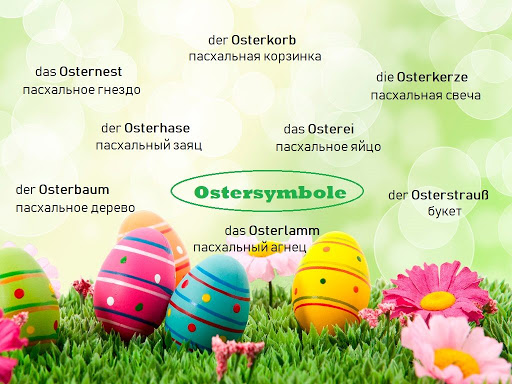 der Osterkorb
пасхальная корзинка
das Osternest
пасхальное гнездо
die Osterkerze
пасхальная свеча
der Osterhase
пасхальный заяц
das Osterei
пасхальное яйцо
Ostersymbole
der Osterbaum
пасхальное дерево
der Osterstrauß
букет
das Osterlamm
пасхальный агнец